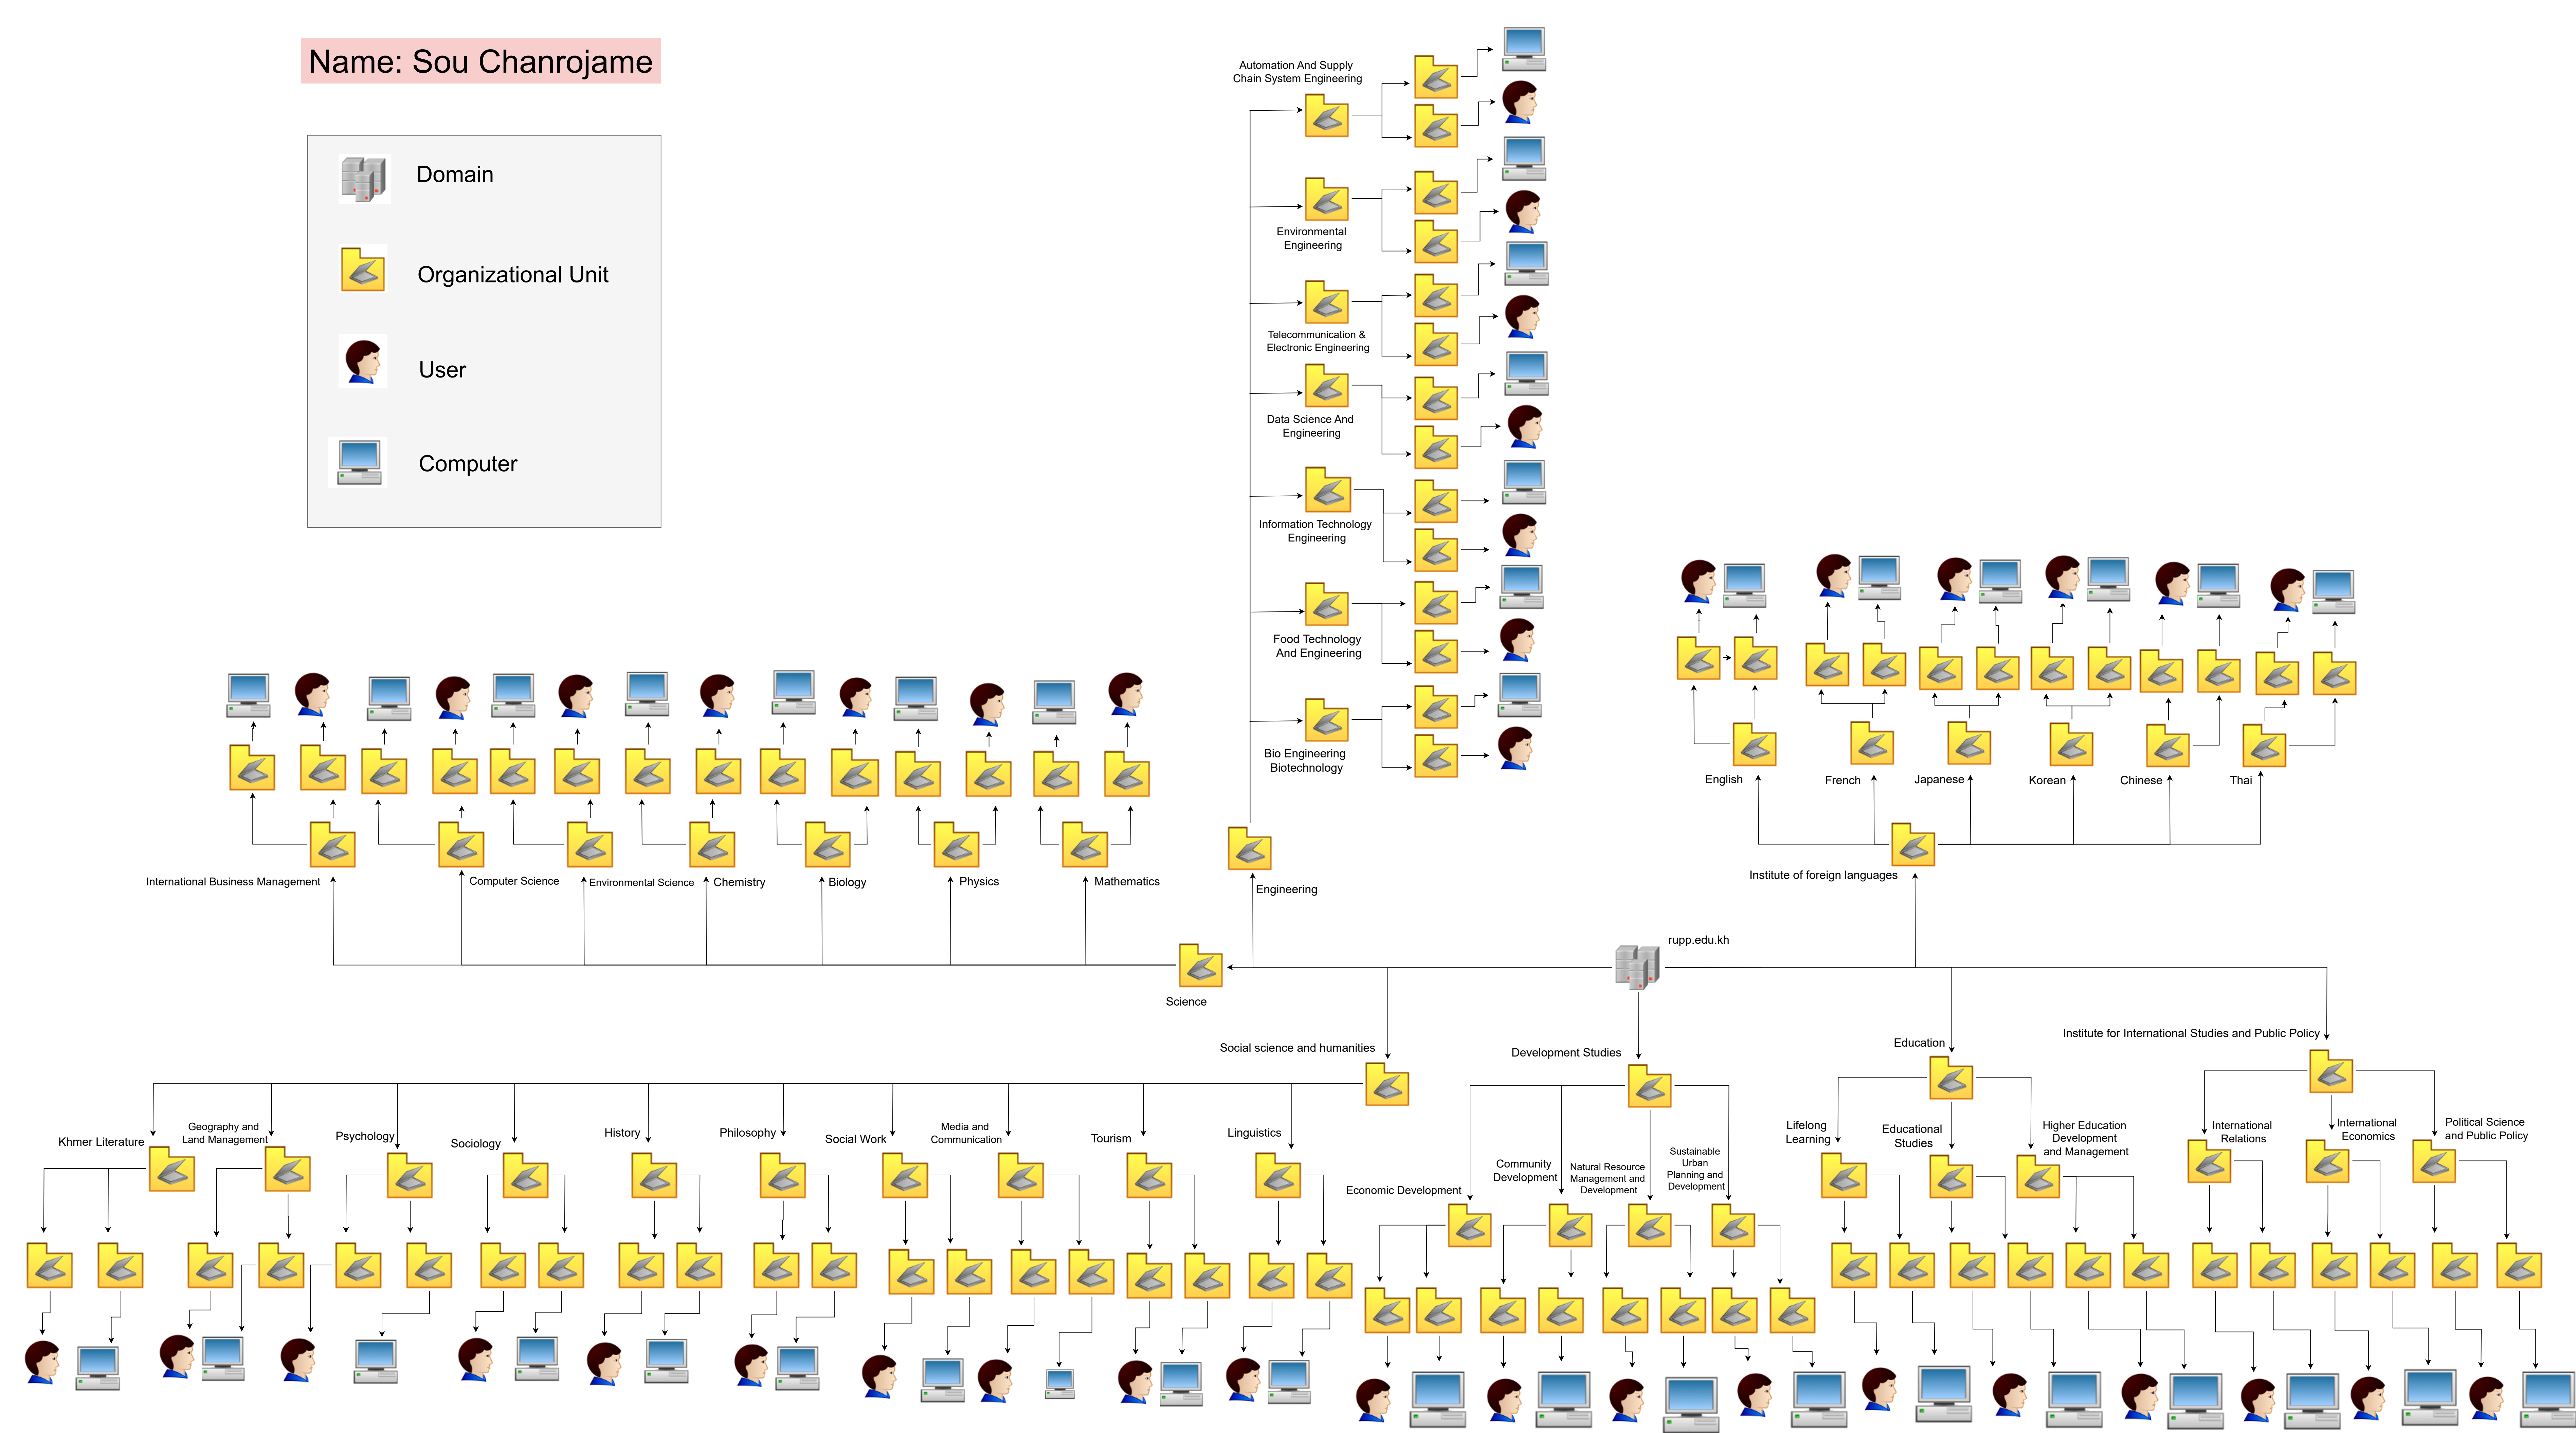 Name: Sou Chanrojame
Domain
Organizational Unit
User
Computer
Automation And Supply
Chain System Engineering
Environmental
Engineering
Telecommunication &
Electronic Engineering
Data Science And
Engineering
Information Technology
Engineering
Food Technology
And Engineering
Bio Engineering
Biotechnology
English
French
Japanese
Korean
Chinese
Thai
International Business Management
Computer Science
Environmental Science
Chemistry
Biology
Physics
Mathematics
Engineering
Institute of foreign languages
rupp.edu.kh
Science
Social science and humanities
Development Studies
Education
Institute for International Studies and Public Policy
Khmer Literature
Geography and
Land Management
Psychology
Sociology
History
Philosophy
Social Work
Media and
Communication
Tourism
Linguistics
Economic Development
Community
Development
Natural Resource
Management and
Development
Sustainable
Urban
Planning and
Development
Lifelong
Learning
Educational
Studies
Higher Education
Development
and Management
International
Relations
International
Economics
Political Science
and Public Policy